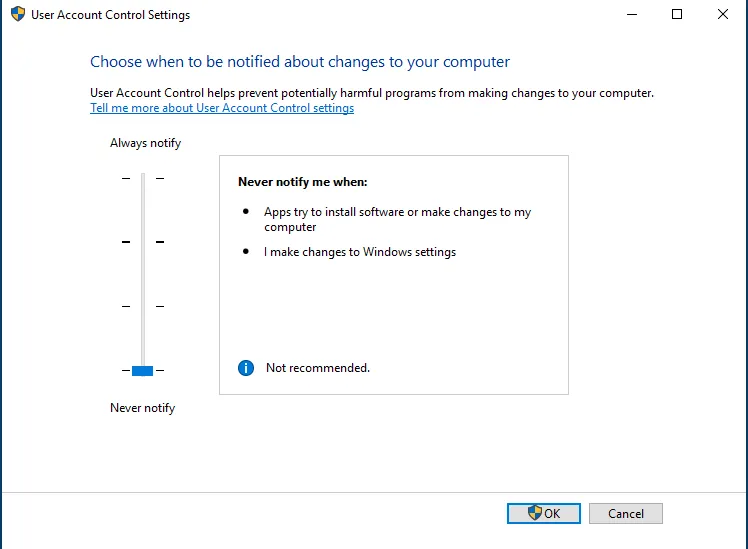 User Account Control Settings
Choose when to be notified about changes to your computer
User Account Control helps prevent potentially harmful programs from making changes to your computer.
Tell me more about User Account Control settings
Always notify
Never notify me when:
● Apps try to install software or make changes to my
computer
● I make changes to Windows settings
Not recommended.
Never notify
OK
Cancel